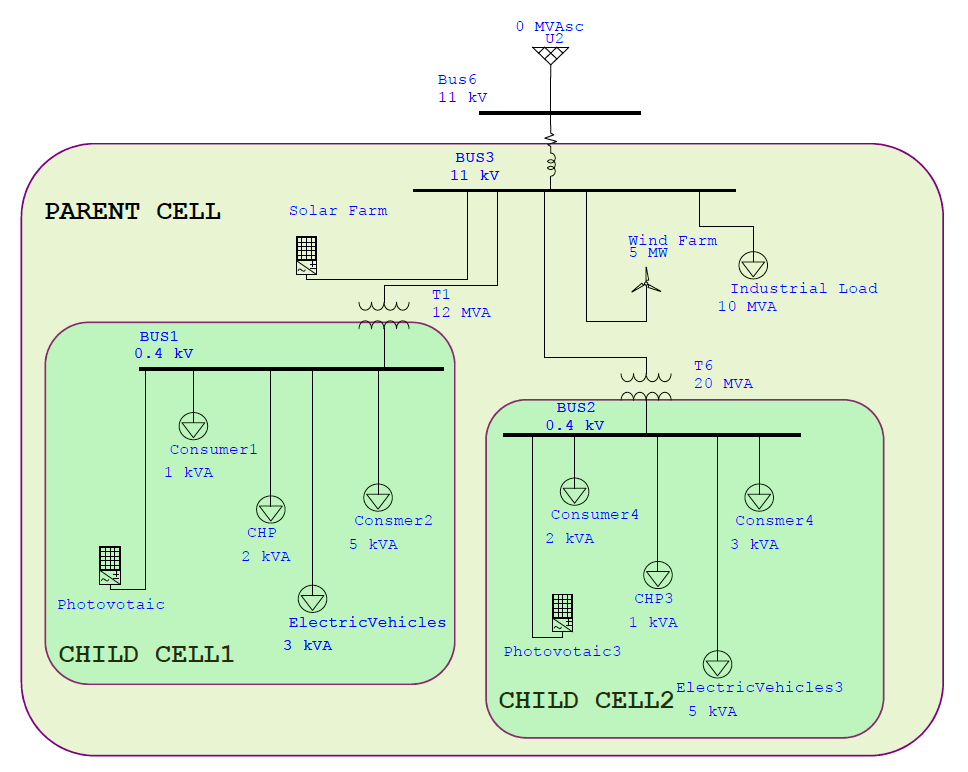 0 MVAsc
U2
Bus6
11 kV
BUS3
11 kV
PARENT CELL
Solar Farm
Wind Farm
5 MW
Industrial Load
10 MVA
T1
12 MVA
BUS1
0.4 kV
T6
20 MVA
BUS2
0.4 kV
Consumer1
1 kVA
CHP
2 kVA
Consmer2
5 kVA
Photovotaic
ElectricVehicles
3 kVA
CHILD CELL1
Consumer4
2 kVA
Consmer4
3 kVA
CHP3
1 kVA
Photovotaic3
ElectricVehicles3
5 kVA
CHILD CELL2